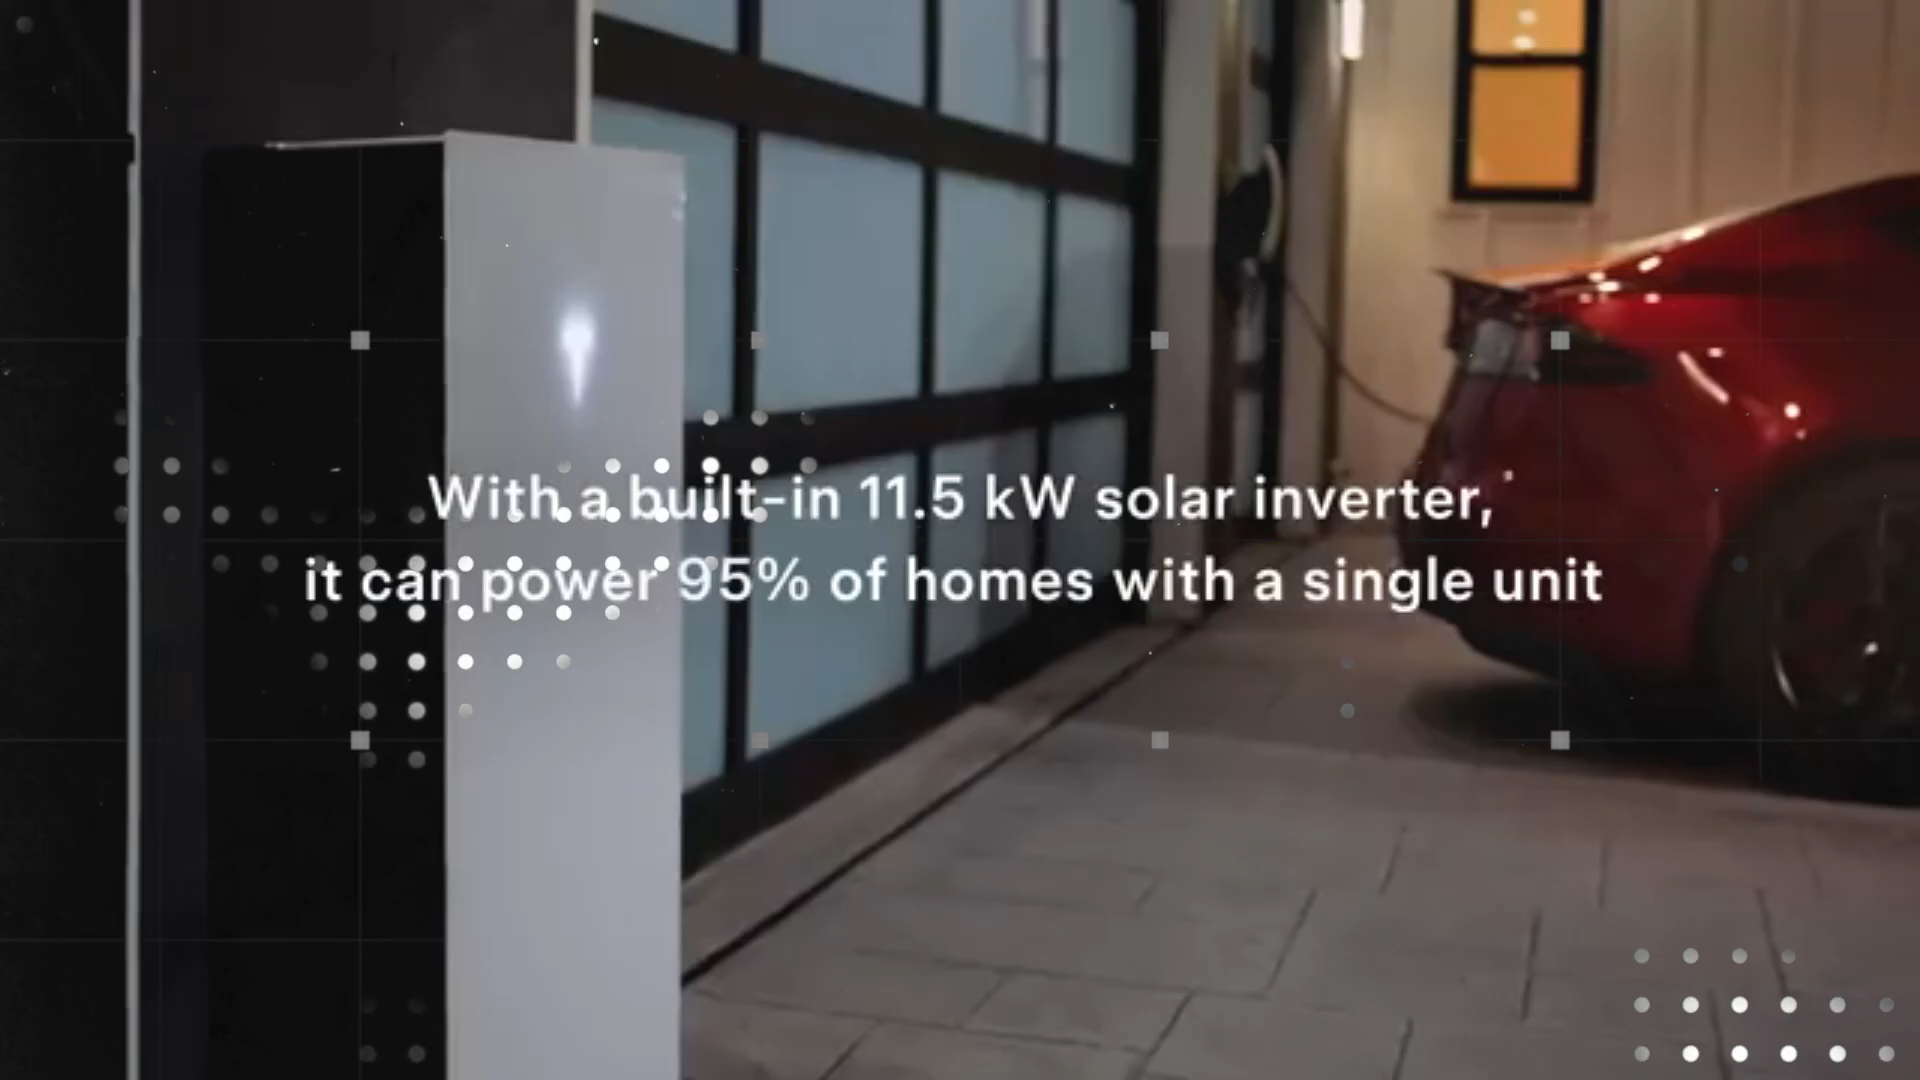 With a built-in 11.5 kW solar inverter,
it can power 95% of homes with a single unit